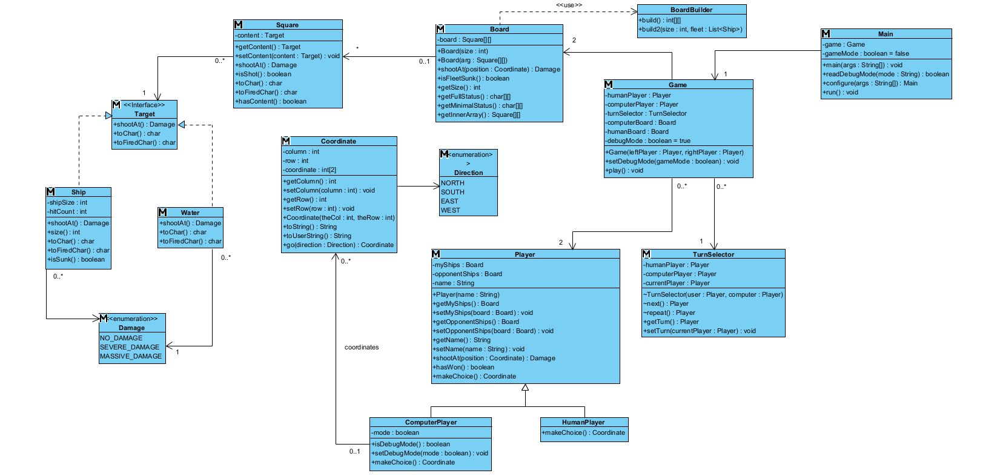 <<use>>
BoardBuilder
+build() : int[][]
+build2(size : int, fleet : List<Ship>)
Square
-content : Target
+getContent() : Target
+setContent(content : Target) : void
+shootAt() : Damage
+isShot() : boolean
+toChar() : char
+toFiredChar() : char
+hasContent() : boolean
Board
-board : Square[][]
+Board(size : int)
+Board(arg : Square[][])
+shootAt(position : Coordinate) : Damage
+isFleetSunk() : boolean
+getSize() : int
+getFullStatus() : char[][]
+getMinimalStatus() : char[][]
+getInnerArray() : Square[][]
Main
-game : Game
-gameMode : boolean = false
+main(args : String[]) : void
+readDebugMode(mode : String) : boolean
+configure(args : String[]) : Main
+run() : void
2
*
0..*
0..1
1
1
Game
-humanPlayer : Player
-computerPlayer : Player
-turnSelector : TurnSelector
-computerBoard : Board
-humanBoard : Board
-debugMode : boolean = true
+Game(leftPlayer : Player, rightPlayer : Player)
+setDebugMode(gameMode : boolean) : void
+play() : void
<<Interface>>
Target
+shootAt() : Damage
+toChar() : char
+toFiredChar() : char
Coordinate
-column : int
-row : int
-coordinate : int[2]
+getColumn() : int
+setColumn(column : int) : void
+getRow() : int
+setRow(row : int) : void
+Coordinate(theCol : int, theRow : int)
+toString() : String
+toUserString() : String
+go(direction : Direction) : Coordinate
<enumeration>
>
Direction
NORTH
SOUTH
EAST
WEST
0..*
0..*
Ship
-shipSize : int
-hitCount : int
+shootAt() : Damage
+size() : int
+toChar() : char
+toFiredChar() : char
+isSunk() : boolean
Water
+shootAt() : Damage
+toChar() : char
+toFiredChar() : char
2
1
0..*
0..*
0..*
Player
-myShips : Board
-opponentShips : Board
-name : String
+Player(name : String)
+getMyShips() : Board
+setMyShips(board : Board) : void
+getOpponentShips() : Board
+setOpponentShips(board : Board) : void
+getName() : String
+setName(name : String) : void
+shootAt(position : Coordinate) : Damage
+hasWon() : boolean
+makeChoice() : Coordinate
TurnSelector
-humanPlayer : Player
-computerPlayer : Player
-currentPlayer : Player
~TurnSelector(user : Player, computer : Player)
~next() : Player
~repeat() : Player
+getTurn() : Player
+setTurn(currentPlayer : Player) : void
<<enumeration>>
Damage
NO_DAMAGE
SEVERE_DAMAGE
MASSIVE_DAMAGE
1
coordinates
ComputerPlayer
-mode : boolean
+isDebugMode() : boolean
+setDebugMode(mode : boolean) : void
+makeChoice() : Coordinate
HumanPlayer
+makeChoice() : Coordinate
0..1